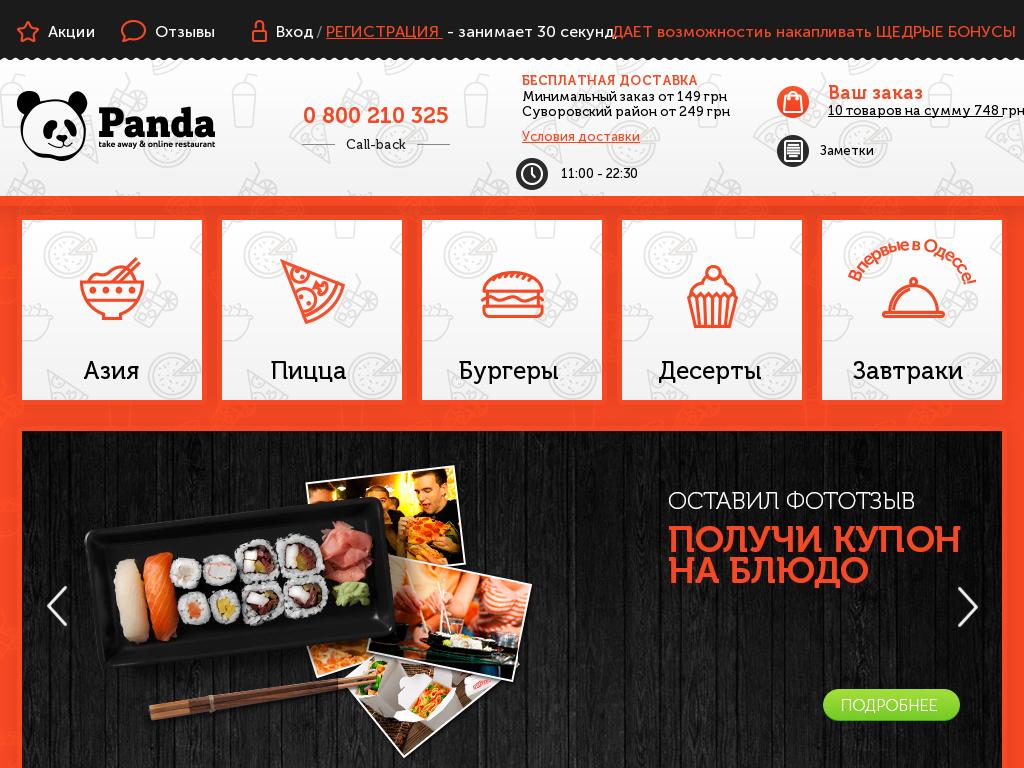 Акции
Отзывы
Вход / РЕГИСТРАЦИЯ - занимает 30 секунд,
ДАЕТ возможностиь накапливать ЩЕДРЫЕ БОНУСЫ
Panda
take away & online restaurant
0 800 210 325
Call-back
БЕСПЛАТНАЯ ДОСТАВКА
Минимальный заказ от 149 грн
Суворовский район от 249 грн
Условия доставки
11:00 - 22:30
Ваш заказ
10 товаров на сумму 748 грн
Заметки
Азия
Пицца
Бургеры
Десерты
Впервые в Одессе!
Завтраки
ОСТАВИЛ ФОТОТЗЫВ
ПОЛУЧИ КУПОН
НА БЛЮДО
ПОДРОБНЕЕ